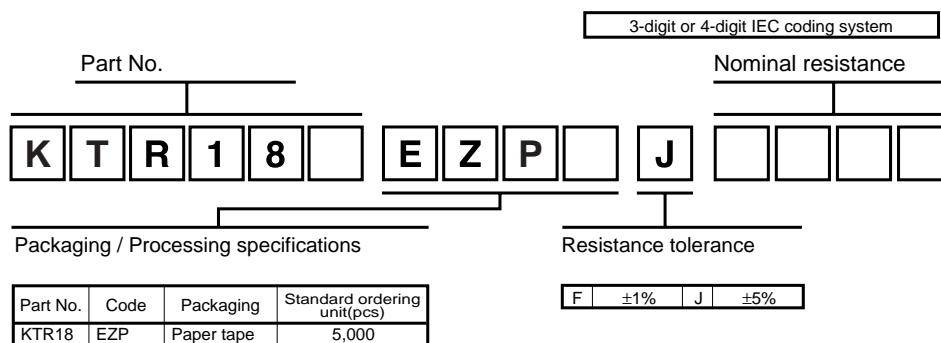 3-digit or 4-digit IEC coding system
Part No.
Nominal resistance
K T R 1 8 E Z P J
Packaging / Processing specifications
Resistance tolerance
Part No. Code Packaging Standard ordering unit(pcs)
KTR18 EZP Paper tape 5,000
F ±1% J ±5%